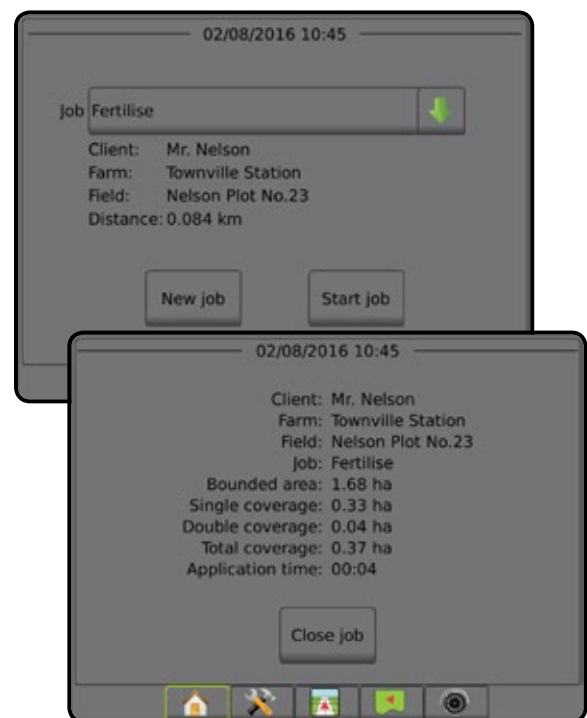 02/08/2016 10:45
Job Fertilise
Client: Mr. Nelson
Farm: Townville Station
Field: Nelson Plot No.23
Distance: 0.084 km
New job Start job
02/08/2016 10:45
Client: Mr. Nelson
Farm: Townville Station
Field: Nelson Plot No.23
Job: Fertilise
Bounded area: 1.68 ha
Single coverage: 0.33 ha
Double coverage: 0.04 ha
Total coverage: 0.37 ha
Application time: 00:04
Close job